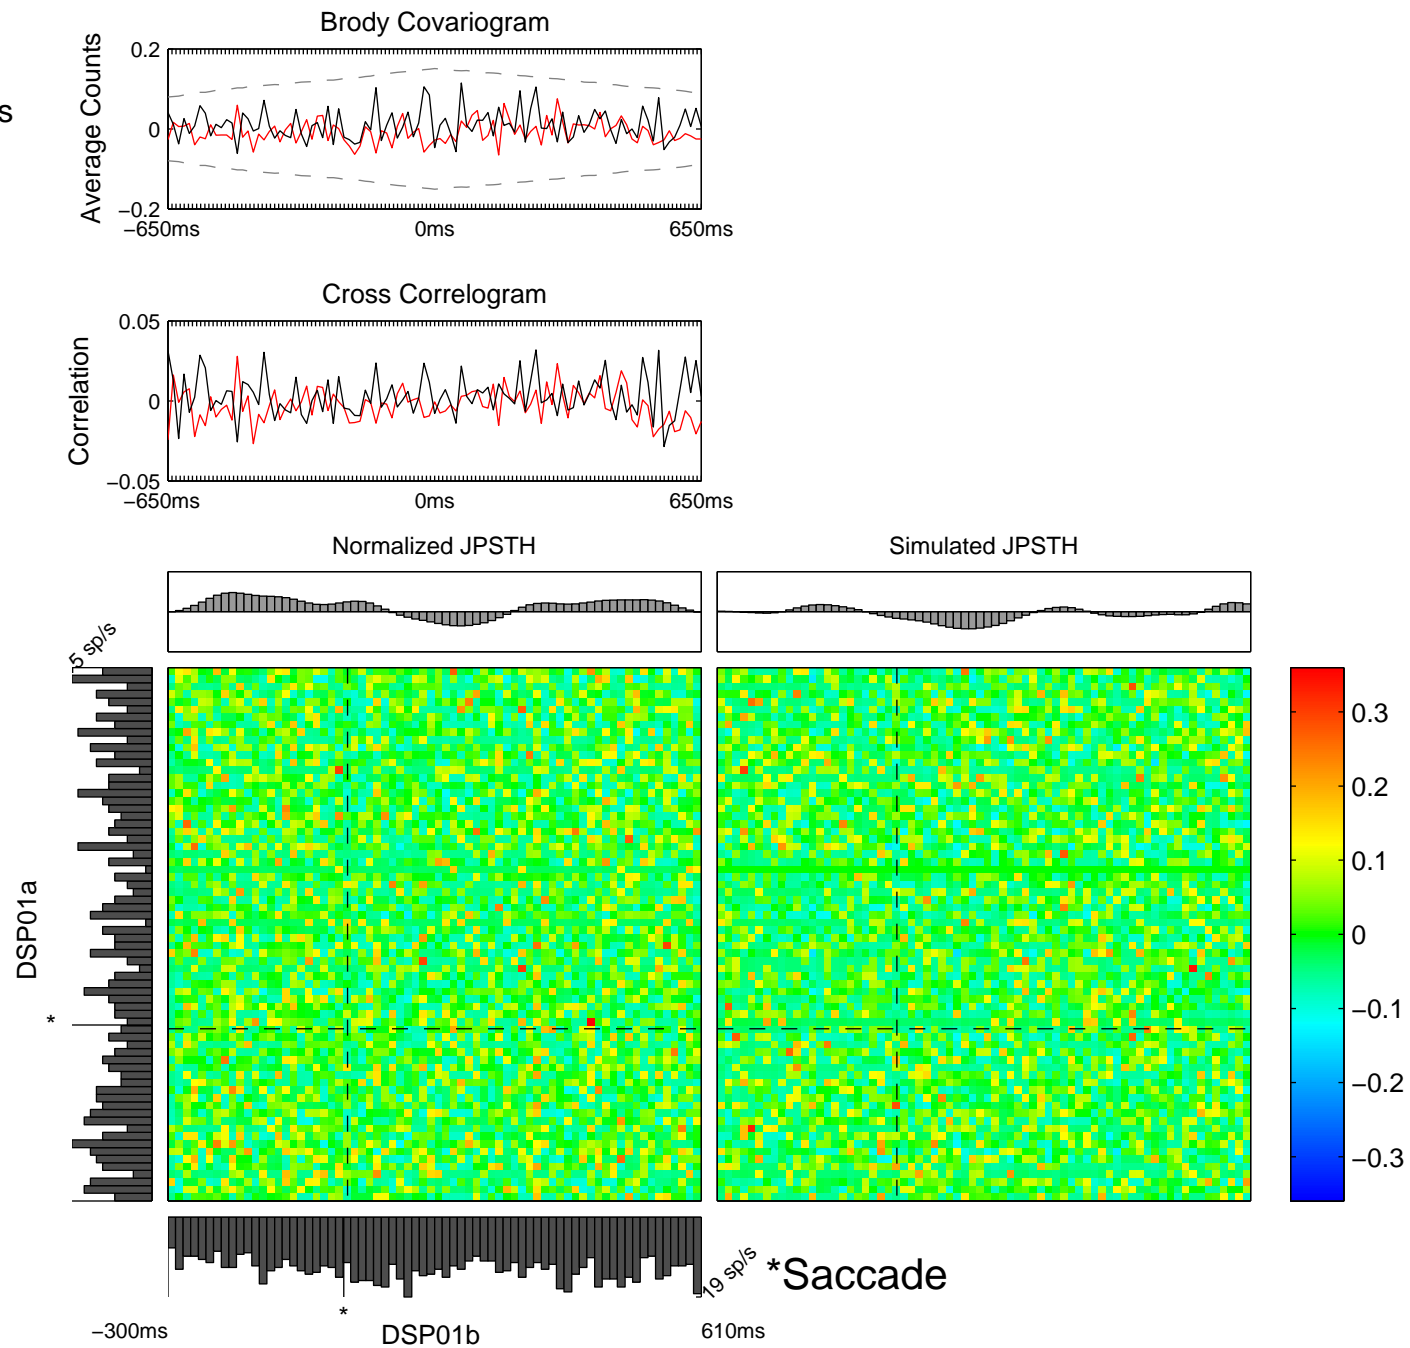 Brody Covariogram
s
Average Counts
0.2
0
−0.2
−650ms
0ms
650ms
Cross Correlogram
Correlation
0.05
0
−0.05
−650ms
0ms
650ms
Normalized JPSTH
Simulated JPSTH
5 sp/s
DSP01a
*
0.3
0.2
0.1
0
−0.1
−0.2
−0.3
19 sp/s
*Saccade
*
−300ms
DSP01b
610ms